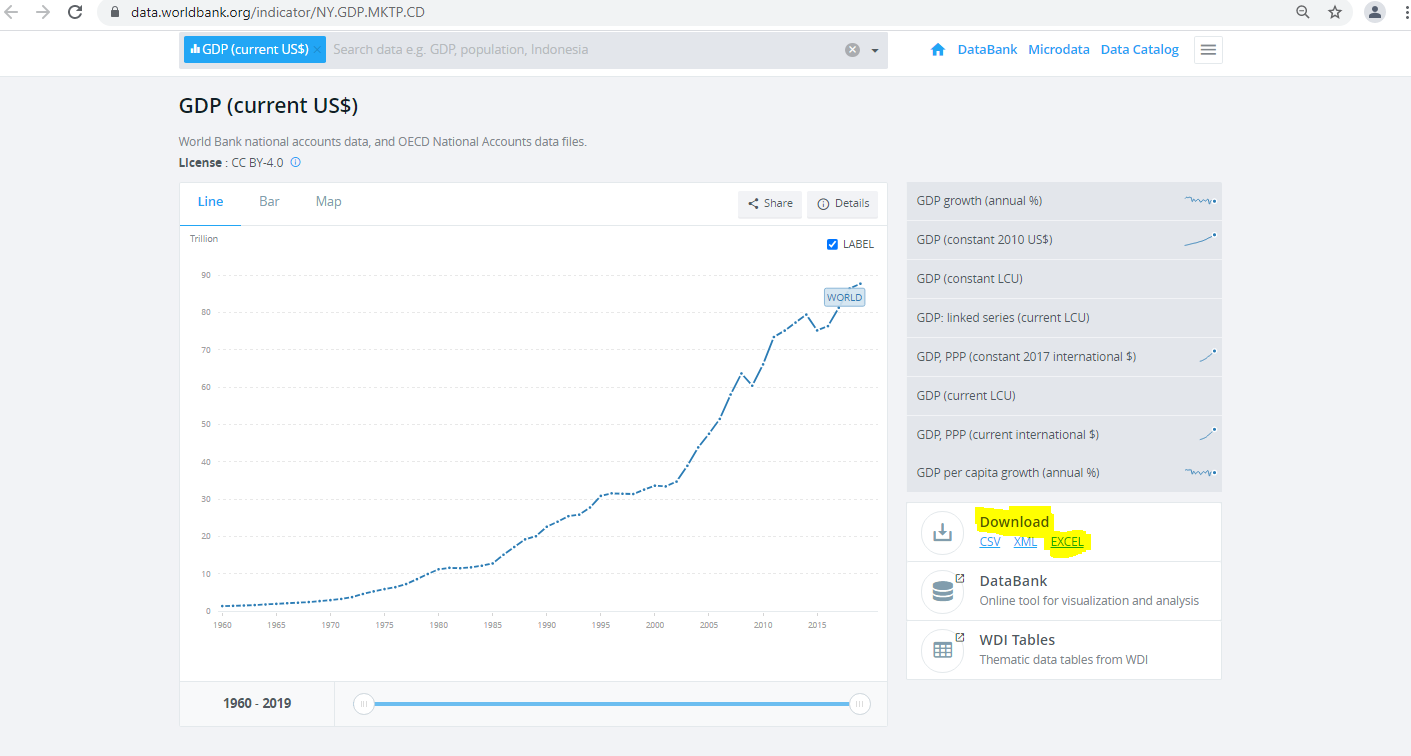 data.worldbank.org/indicator/NY.GDP.MKTP.CD
GDP (current US$) × Search data e.g. GDP, population, Indonesia
DataBank Microdata Data Catalog
GDP (current US$)
World Bank national accounts data, and OECD National Accounts data files.
License : CC BY-4.0
Line Bar Map Share Details
Trillion
LABEL
90
80
70
60
50
40
30
20
10
0
WORLD
1960 1965 1970 1975 1980 1985 1990 1995 2000 2005 2010 2015
1960 - 2019
GDP growth (annual %)
GDP (constant 2010 US$)
GDP (constant LCU)
GDP: linked series (current LCU)
GDP, PPP (constant 2017 international $)
GDP (current LCU)
GDP, PPP (current international $)
GDP per capita growth (annual %)
Download
CSV XML EXCEL
DataBank
Online tool for visualization and analysis
WDI Tables
Thematic data tables from WDI